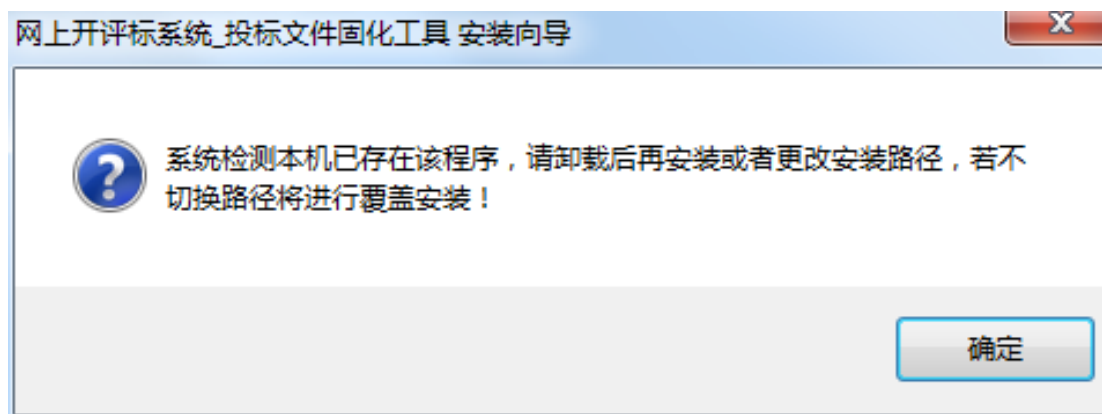 网上开评标系统_投标文件固化工具 安装向导
系统检测本机已存在该程序，请卸载后再安装或者更改安装路径，若不
切换路径将进行覆盖安装！
确定